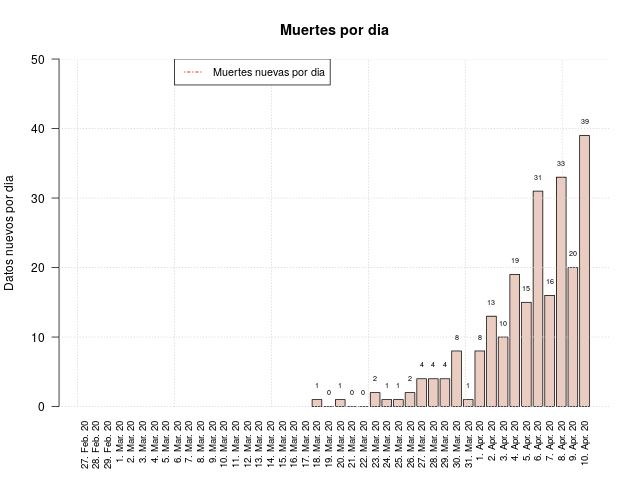 Muertes por dia
Muertes nuevas por dia
Datos nuevos por dia
50
40
30
20
10
0
1
0
1
0
0
2
1
1
2
4
4
4
8
1
8
13
10
19
15
31
16
33
20
39
27. Feb. 20
28. Feb. 20
29. Feb. 20
1. Mar. 20
2. Mar. 20
3. Mar. 20
4. Mar. 20
5. Mar. 20
6. Mar. 20
7. Mar. 20
8. Mar. 20
9. Mar. 20
10. Mar. 20
11. Mar. 20
12. Mar. 20
13. Mar. 20
14. Mar. 20
15. Mar. 20
16. Mar. 20
17. Mar. 20
18. Mar. 20
19. Mar. 20
20. Mar. 20
21. Mar. 20
22. Mar. 20
23. Mar. 20
24. Mar. 20
25. Mar. 20
26. Mar. 20
27. Mar. 20
28. Mar. 20
29. Mar. 20
30. Mar. 20
31. Mar. 20
1. Apr. 20
2. Apr. 20
3. Apr. 20
4. Apr. 20
5. Apr. 20
6. Apr. 20
7. Apr. 20
8. Apr. 20
9. Apr. 20
10. Apr. 20